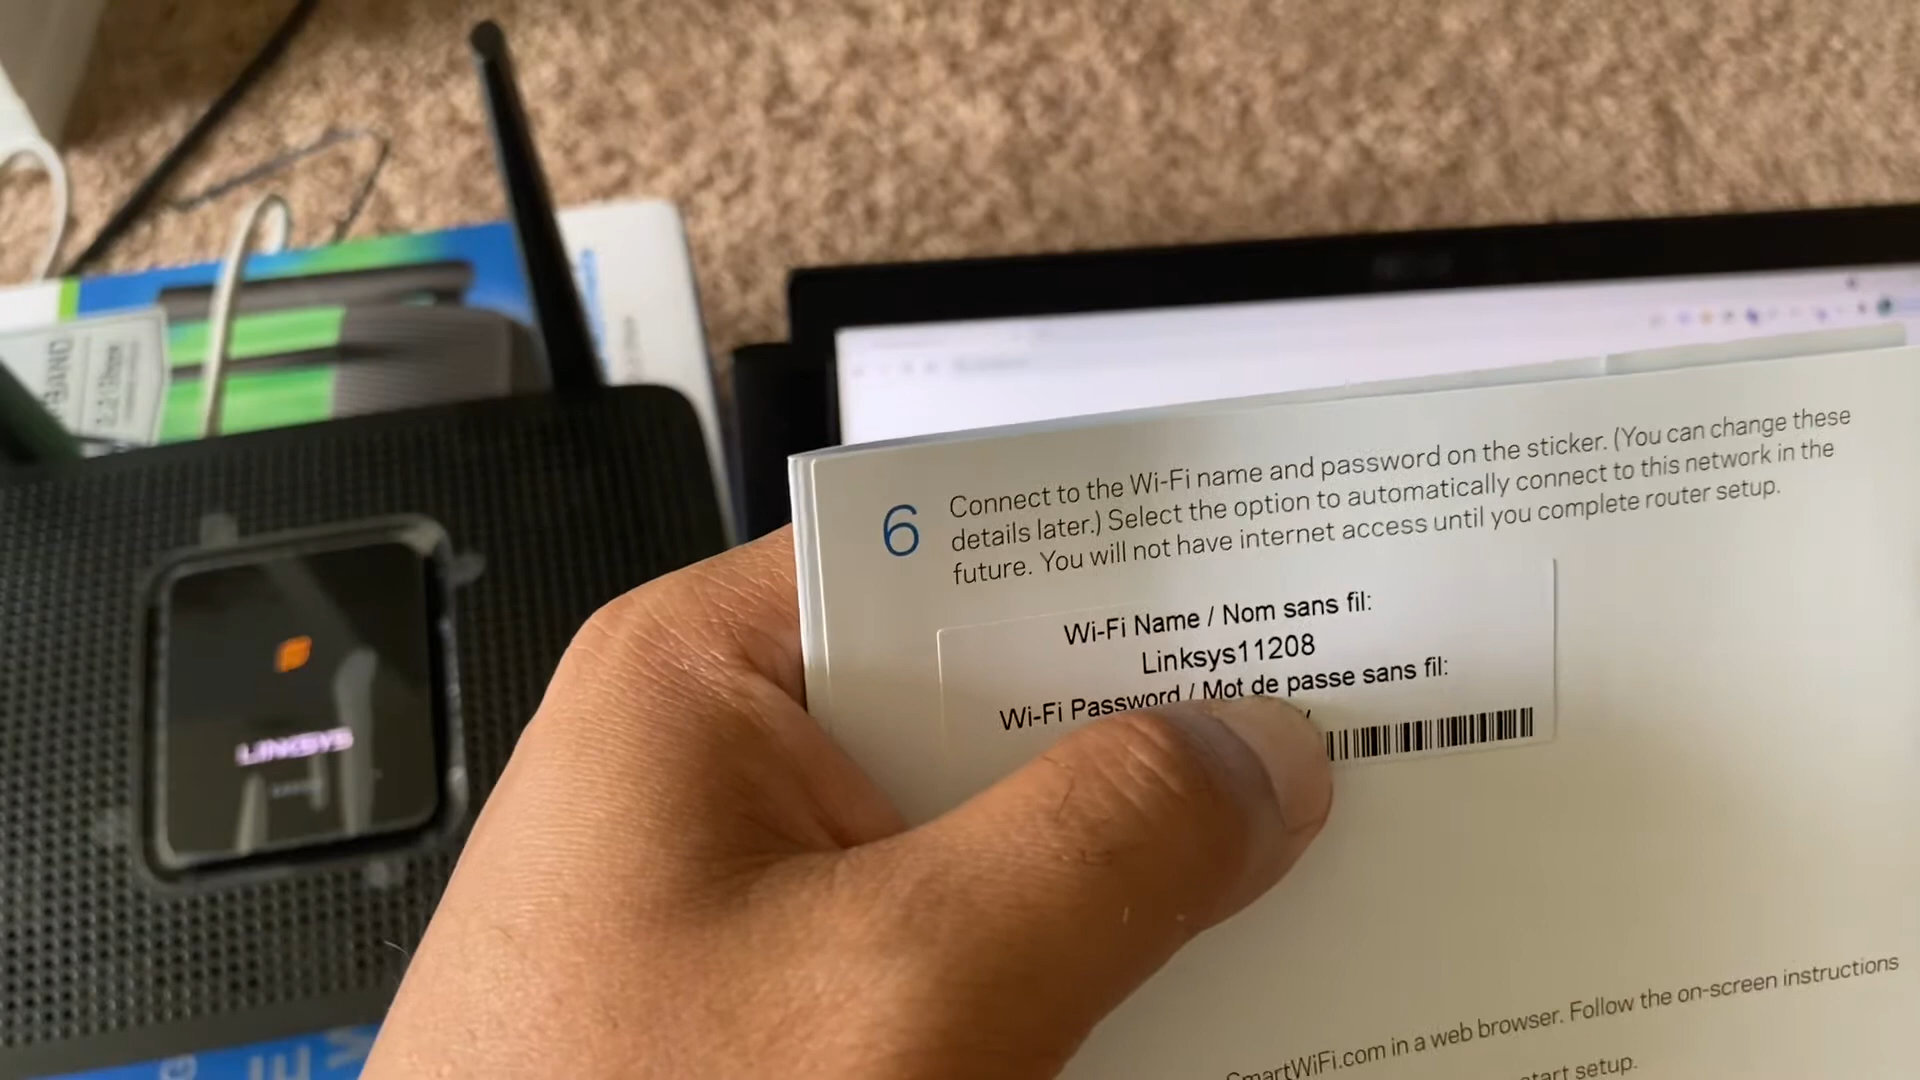 LINKSYS
6
Connect to the Wi-Fi name and password on the sticker. (You can change these
details later.) Select the option to automatically connect to this network in the
future. You will not have internet access until you complete router setup.
Wi-Fi Name / Nom sans fil:
Linksys11208
Wi-Fi Password / Mot de passe sans fil:
SmartWiFi.com in a web browser. Follow the on-screen instructions
start setup.